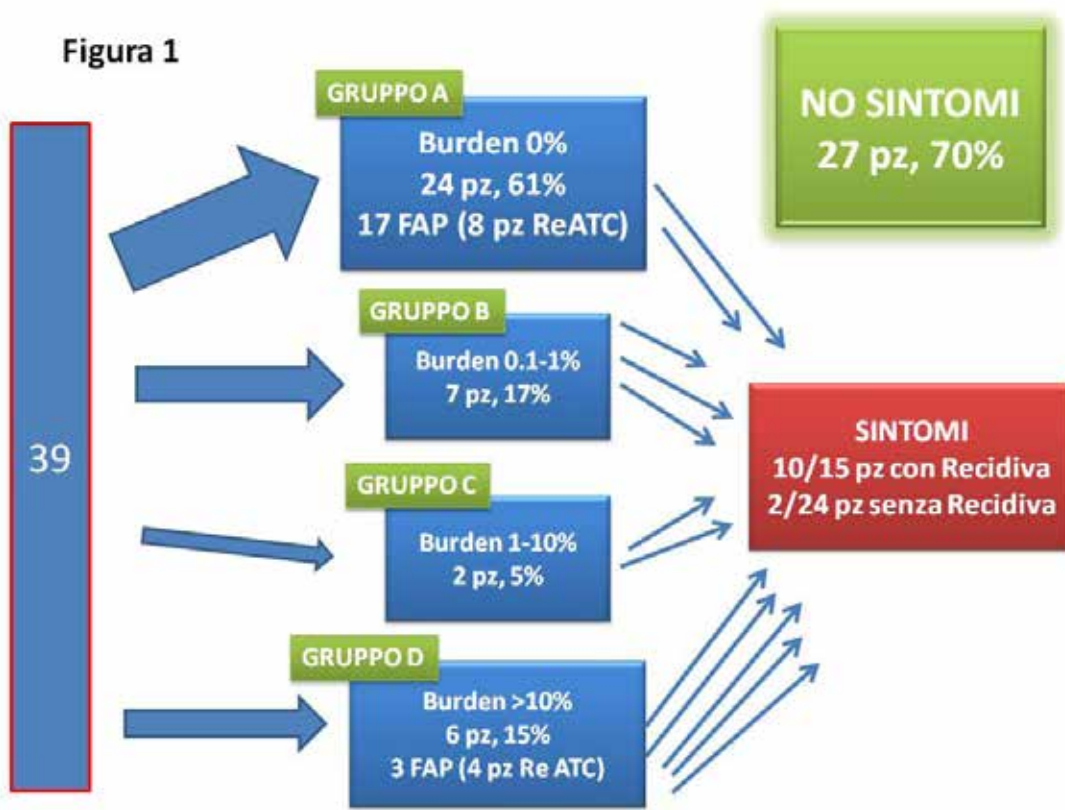 Figura 1
39
GRUPPO A
Burden 0%
24 pz, 61%
17 FAP (8 pz ReATC)
GRUPPO B
Burden 0.1-1%
7 pz, 17%
GRUPPO C
Burden 1-10%
2 pz, 5%
GRUPPO D
Burden >10%
6 pz, 15%
3 FAP (4 pz Re ATC)
NO SINTOMI
27 pz, 70%
SINTOMI
10/15 pz con Recidiva
2/24 pz senza Recidiva